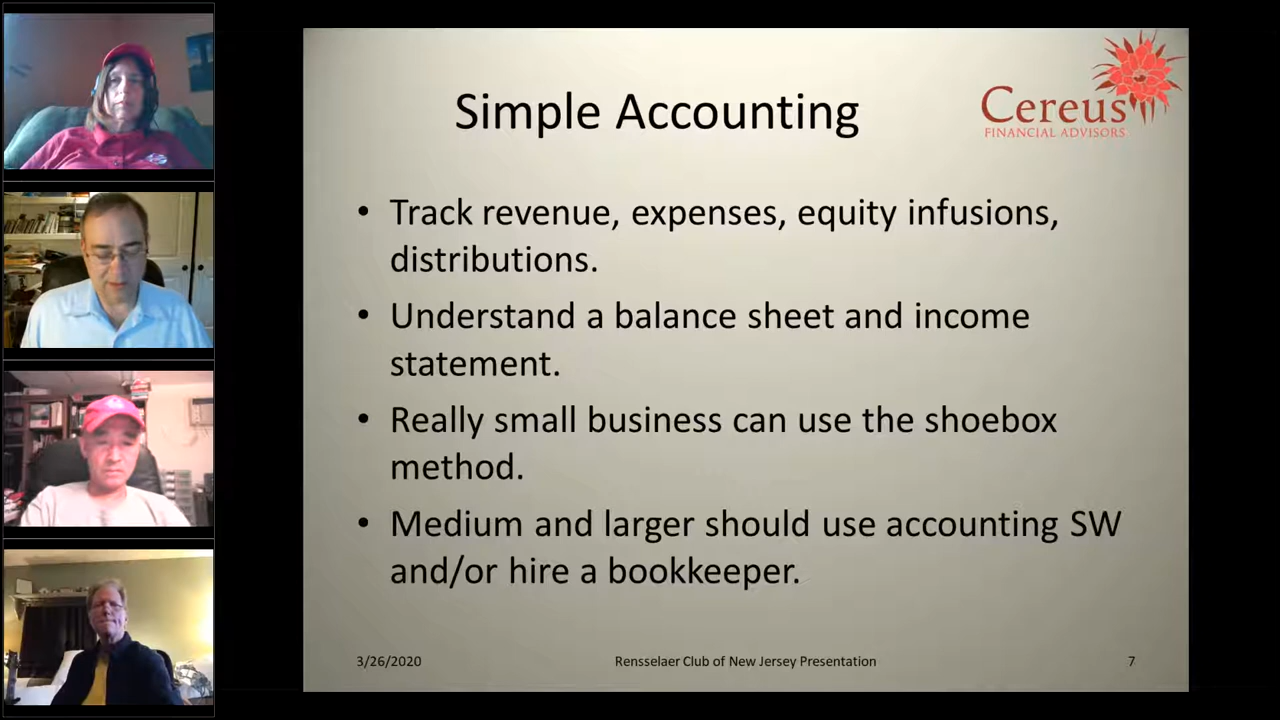 Simple Accounting
Cereus
FINANCIAL ADVISORS
• Track revenue, expenses, equity infusions,
distributions.
• Understand a balance sheet and income
statement.
• Really small business can use the shoebox
method.
• Medium and larger should use accounting SW
and/or hire a bookkeeper.
3/26/2020
Rensselaer Club of New Jersey Presentation
7